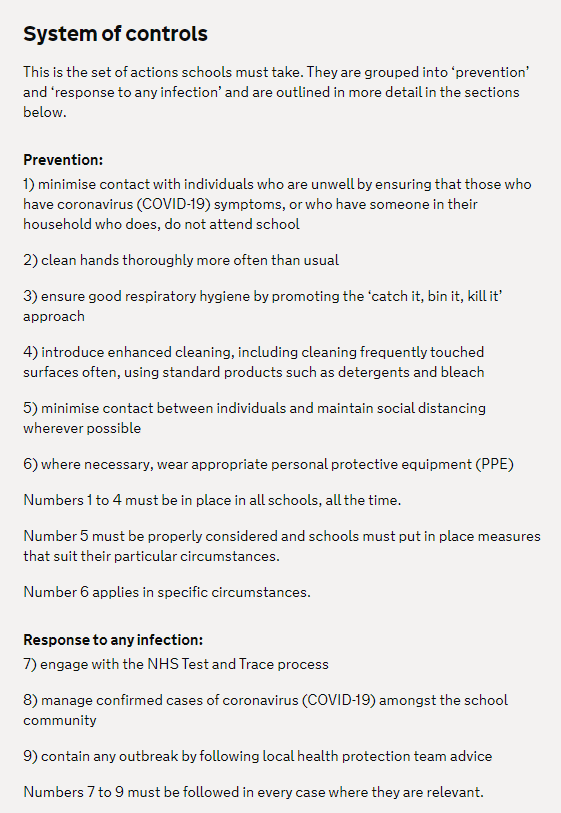 System of controls
This is the set of actions schools must take. They are grouped into ‘prevention’
and ‘response to any infection’ and are outlined in more detail in the sections
below.
Prevention:
1) minimise contact with individuals who are unwell by ensuring that those who
have coronavirus (COVID-19) symptoms, or who have someone in their
household who does, do not attend school
2) clean hands thoroughly more often than usual
3) ensure good respiratory hygiene by promoting the ‘catch it, bin it, kill it’
approach
4) introduce enhanced cleaning, including cleaning frequently touched
surfaces often, using standard products such as detergents and bleach
5) minimise contact between individuals and maintain social distancing
wherever possible
6) where necessary, wear appropriate personal protective equipment (PPE)
Numbers 1 to 4 must be in place in all schools, all the time.
Number 5 must be properly considered and schools must put in place measures
that suit their particular circumstances.
Number 6 applies in specific circumstances.
Response to any infection:
7) engage with the NHS Test and Trace process
8) manage confirmed cases of coronavirus (COVID-19) amongst the school
community
9) contain any outbreak by following local health protection team advice
Numbers 7 to 9 must be followed in every case where they are relevant.